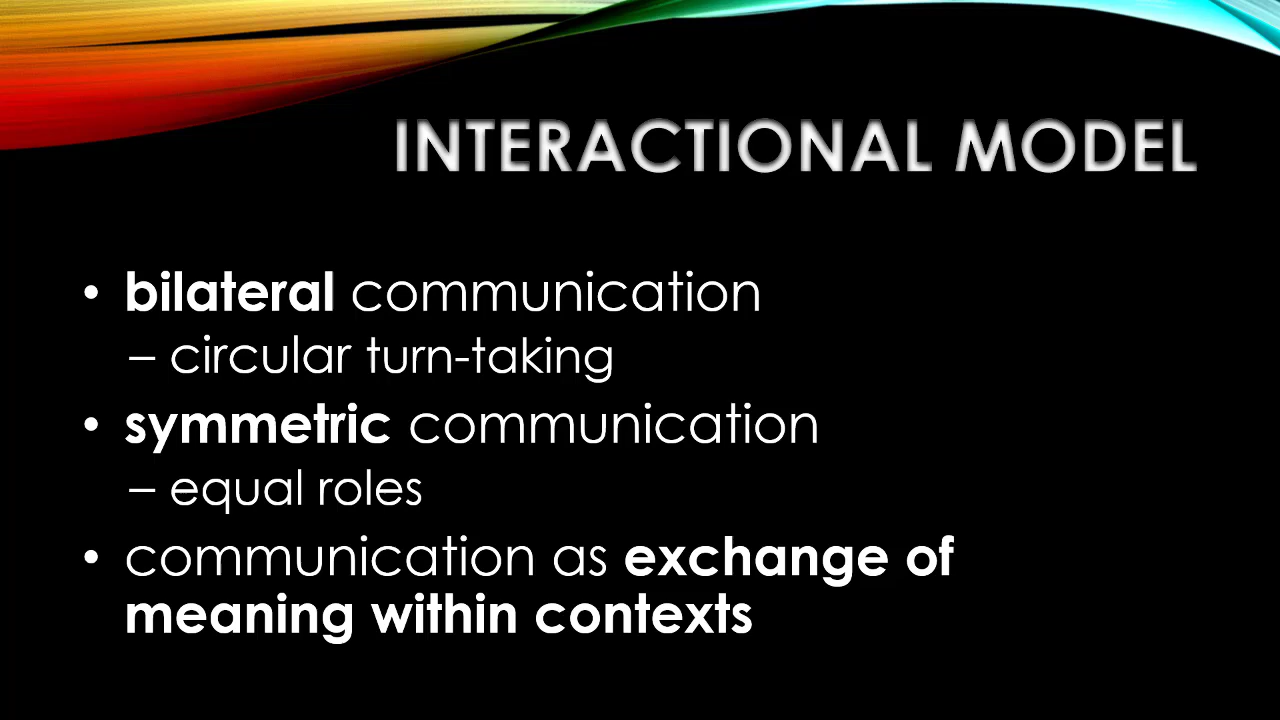 INTERACTIONAL MODEL
• bilateral communication
– circular turn-taking
• symmetric communication
– equal roles
• communication as exchange of
meaning within contexts